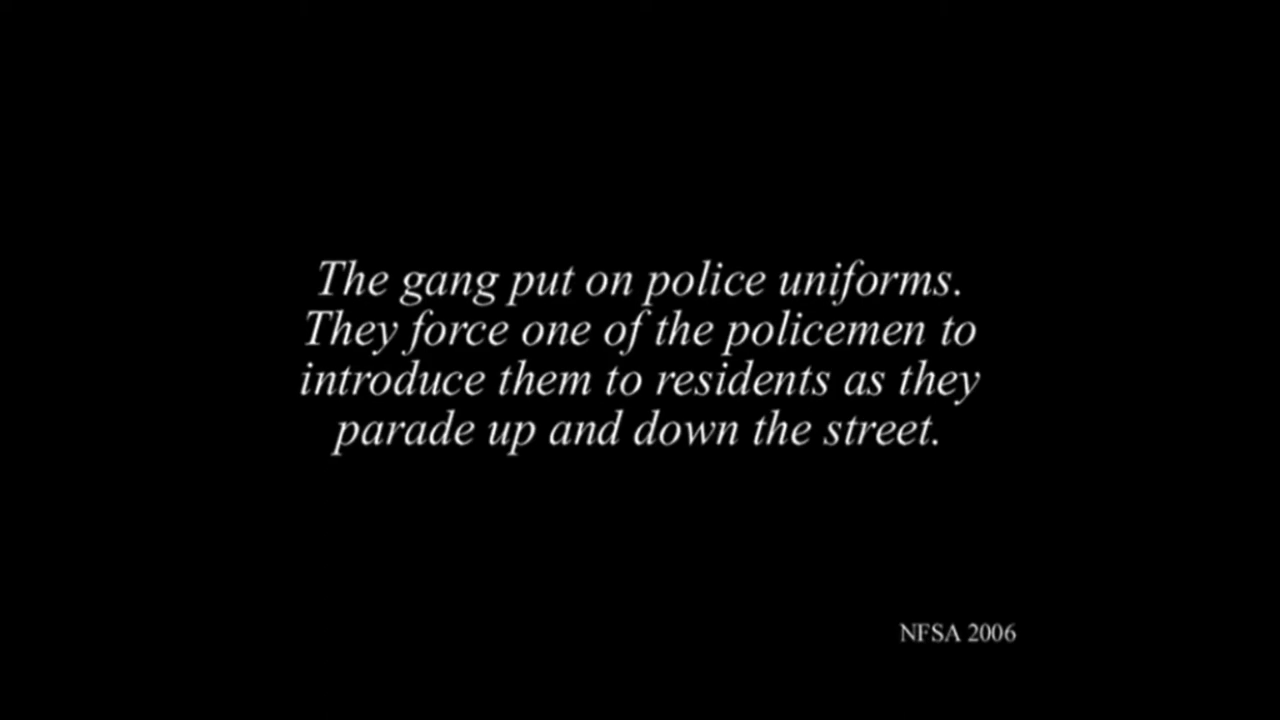 The gang put on police uniforms.
They force one of the policemen to
introduce them to residents as they
parade up and down the street.
NFSA 2006